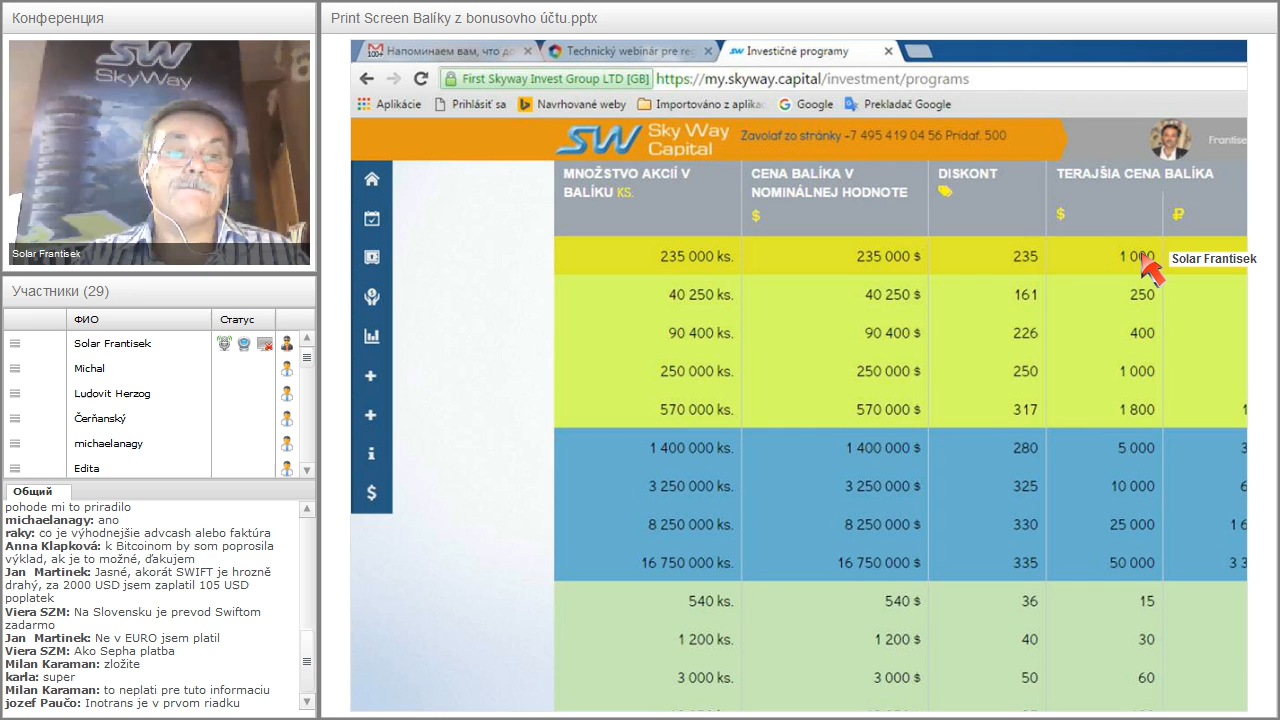 Конференция
SW
SkyWay
Solar Frantisek
Участники (29)
ФИО Статус
Solar Frantisek
Michal
Ludovit Herzog
Čerňanský
michaelanagy
Edita
Общий
pohode mi to priradilo
michaelanagy: ano
raky: co je výhodnejšie advcash alebo faktúra
Anna Klapková: k Bitcoinom by som poprosila
výklad, ak je to možné, ďakujem
Jan Martinek: Jasné, akorát SWIFT je hrozně
drahý, za 2000 USD jsem zaplatil 105 USD
poplatek
Viera SZM: Na Slovensku je prevod Swiftom
zadarmo
Jan Martinek: Ne v EURO jsem platil
Viera SZM: Ako Sepha platba
Milan Karaman: zložite
karla: super
Milan Karaman: to neplati pre tuto informaciu
jozef Paučo: Inotrans je v prvom riadku
Print Screen Balíky z bonusovho účtu.pptx
100+ Напоминаем вам, что до
Technický webinár pre reg
Investičné programy
First Skyway Invest Group LTD [GB] https://my.skyway.capital/investment/programs
Aplikácie Prihlásiť sa Navrhované weby Importováno z aplika Google Prekladač Google
SW Sky Way
Capital
Zavolať zo stránky +7 495 419 04 56 Pridať. 500
Frantise
MNOŽSTVO AKCIÍ V
BALÍKU KS.
CENA BALÍKA V
NOMINÁLNEJ HODNOTE
$
DISKONT
TERAJŠIA CENA BALÍKA
$ ₽
235 000 ks. 235 000 $ 235 1 000
Solar Frantisek
40 250 ks. 40 250 $ 161 250
90 400 ks. 90 400 $ 226 400
250 000 ks. 250 000 $ 250 1 000
570 000 ks. 570 000 $ 317 1 800 1
1 400 000 ks. 1 400 000 $ 280 5 000 3
3 250 000 ks. 3 250 000 $ 325 10 000 6
8 250 000 ks. 8 250 000 $ 330 25 000 1 6
16 750 000 ks. 16 750 000 $ 335 50 000 3 3
540 ks. 540 $ 36 15
1 200 ks. 1 200 $ 40 30
3 000 ks. 3 000 $ 50 60